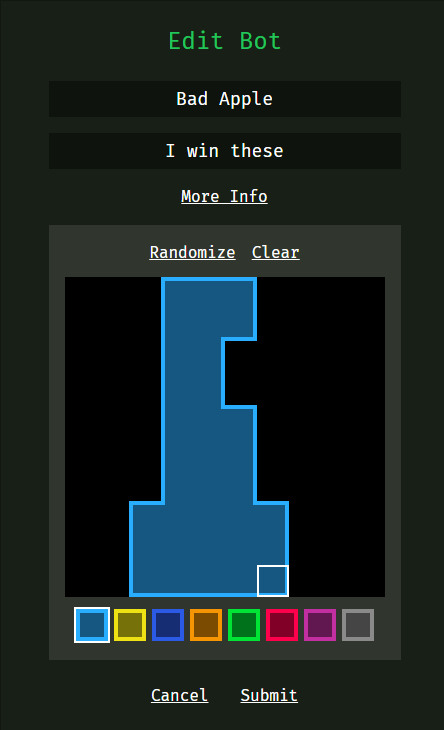 Edit Bot
Bad Apple
I win these
More Info
Randomize Clear
Cancel Submit